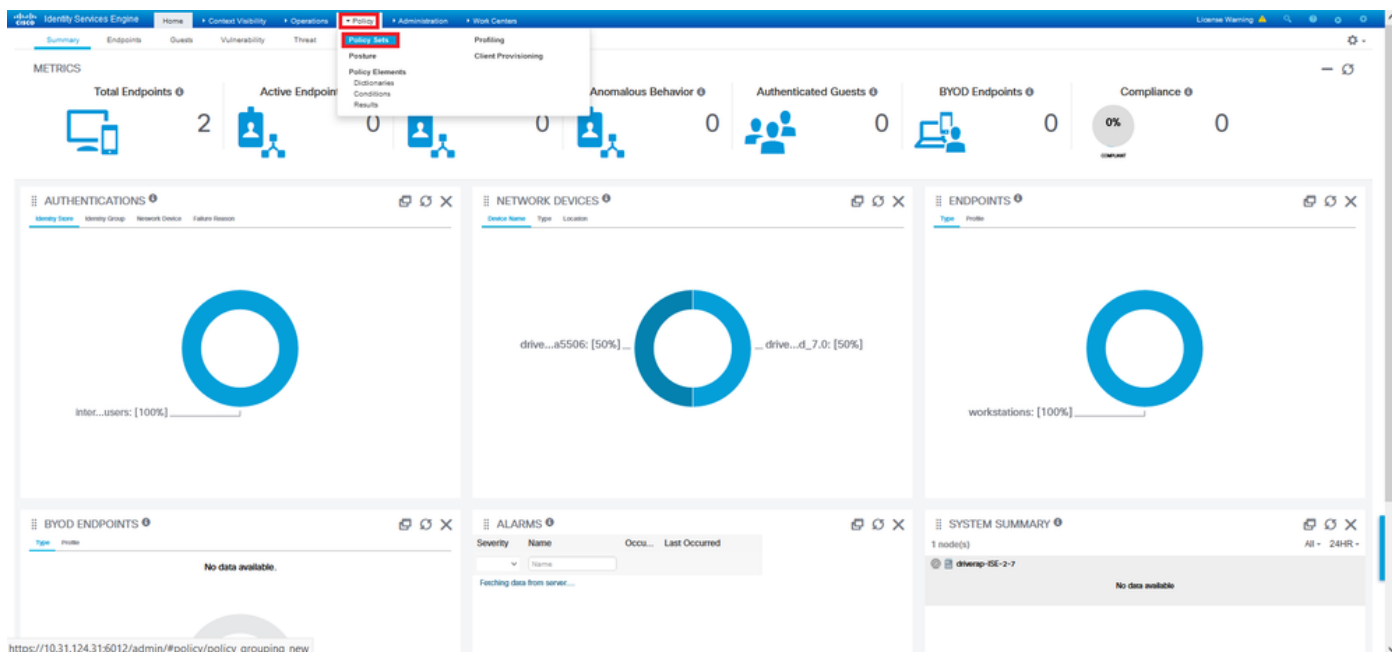 cisco Identity Services Engine Home Context Visibility Operations Policy Administration Work Centers License Warning
Summary Endpoints Guests Vulnerability Threat
Policy Sets Profiling
Posture Client Provisioning
Policy Elements
Dictionaries
Conditions
Results
METRICS
Total Endpoints Active Endpoint Anomalous Behavior Authenticated Guests BYOD Endpoints Compliance
2 0 0 0 0 0 0% 0
COMPLIANT
AUTHENTICATIONS
Identity Store Identity Group Network Device Failure Reason
inter...users: [100%]
NETWORK DEVICES
Device Name Type Location
drive...a5506: [50%] drive...d_7.0: [50%]
ENDPOINTS
Type Profile
workstations: [100%]
BYOD ENDPOINTS
Type Profile
No data available.
ALARMS
Severity Name Occu... Last Occurred
Name
Fetching data from server....
SYSTEM SUMMARY
1 node(s) All 24HR
driverap-ISE-2-7
No data available
https://10.31.124.31:6012/admin/#policy/policy_grouping_new